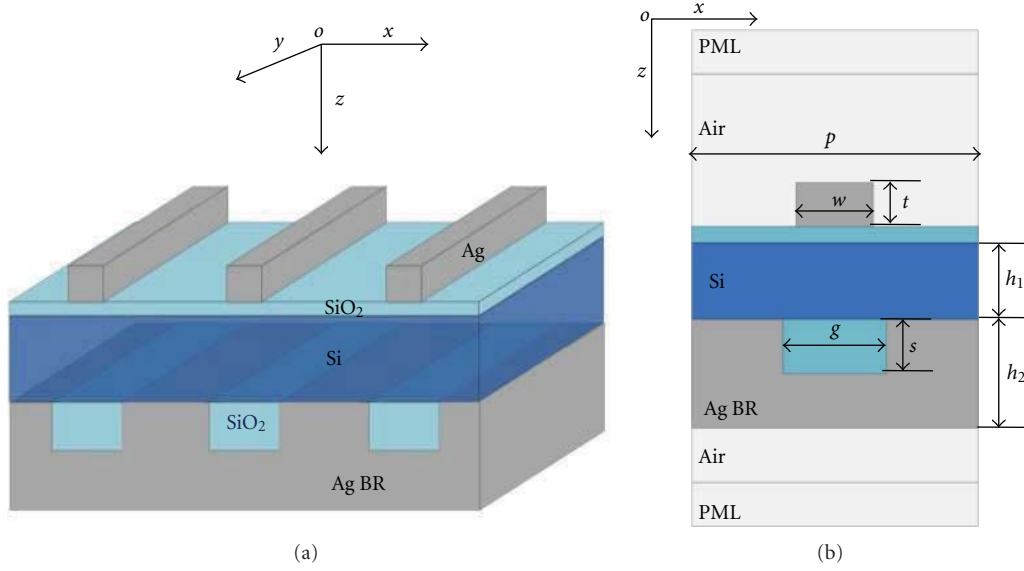 o
y
x
z
Ag
SiO₂
Si
SiO₂
Ag BR
(a)
o
x
z
PML
Air
p
w
t
Si
h₁
g
s
h₂
Ag BR
Air
PML
(b)